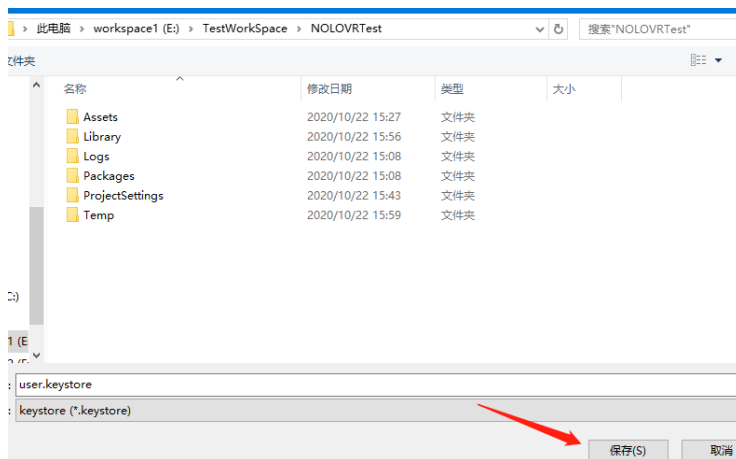 此电脑 > workspace1 (E:) > TestWorkSpace > NOLOVRTest 搜索"NOLOVRTest"
文件夹
名称 修改日期 类型 大小
Assets 2020/10/22 15:27 文件夹
Library 2020/10/22 15:56 文件夹
Logs 2020/10/22 15:08 文件夹
Packages 2020/10/22 15:08 文件夹
ProjectSettings 2020/10/22 15:43 文件夹
Temp 2020/10/22 15:59 文件夹
C:)
1 (E
: user.keystore
: keystore (*.keystore)
保存(S) 取消